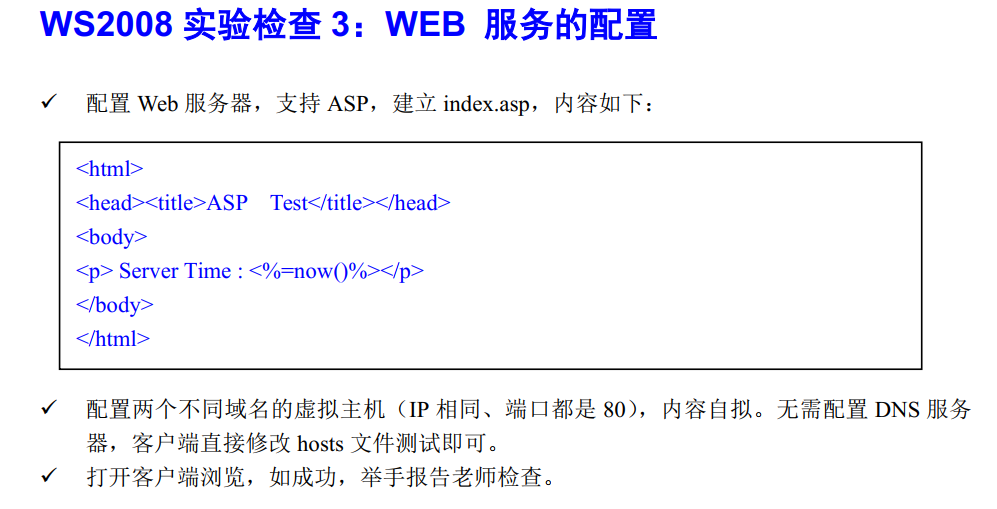 WS2008 实验检查 3：WEB 服务的配置
✓ 配置 Web 服务器，支持 ASP，建立 index.asp，内容如下：
<html>
<head><title>ASP Test</title></head>
<body>
<p> Server Time : <%=now()%></p>
</body>
</html>
✓ 配置两个不同域名的虚拟主机（IP 相同、端口都是 80），内容自拟。无需配置 DNS 服务
器，客户端直接修改 hosts 文件测试即可。
✓ 打开客户端浏览，如成功，举手报告老师检查。